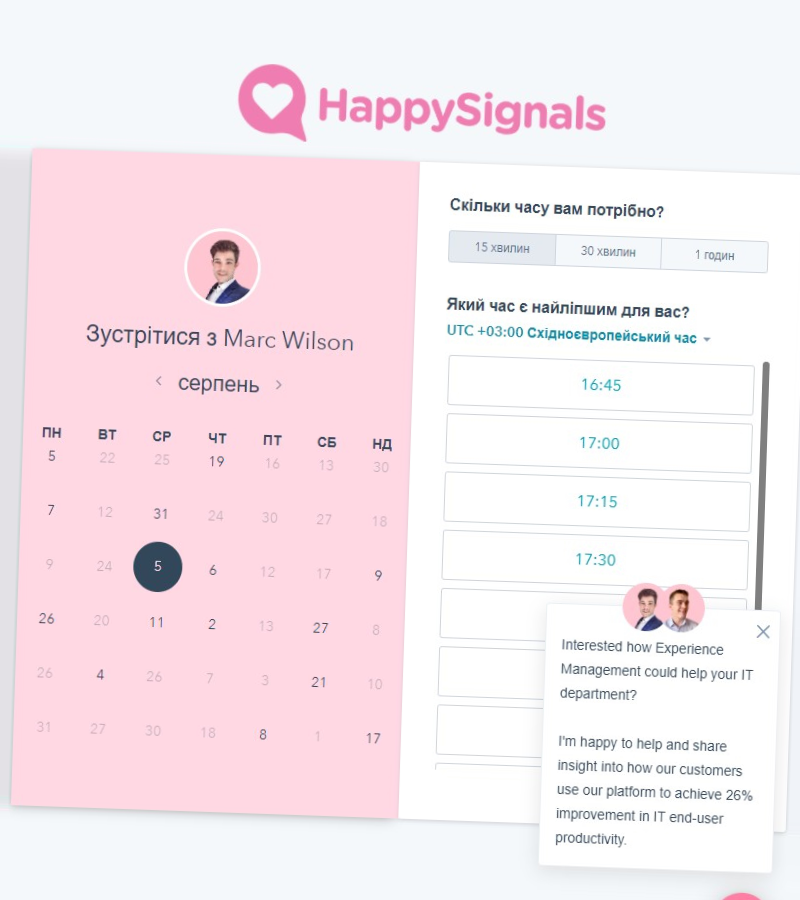 HappySignals
Зустрітися з Marc Wilson
серпень
ПН ВТ СР ЧТ ПТ СБ НД
5 22 25 19 16 13 30
7 12 31 24 30 27 18
9 24 5 6 12 17 9
26 20 11 2 13 27 8
26 4 26 7 3 21 10
31 27 30 18 8 1 17
Скільки часу вам потрібно?
15 хвилин 30 хвилин 1 годин
Який час є найліпшим для вас?
UTC +03:00 Східноєвропейський час
16:45
17:00
17:15
17:30
Interested how Experience
Management could help your IT
department?
I'm happy to help and share
insight into how our customers
use our platform to achieve 26%
improvement in IT end-user
productivity.